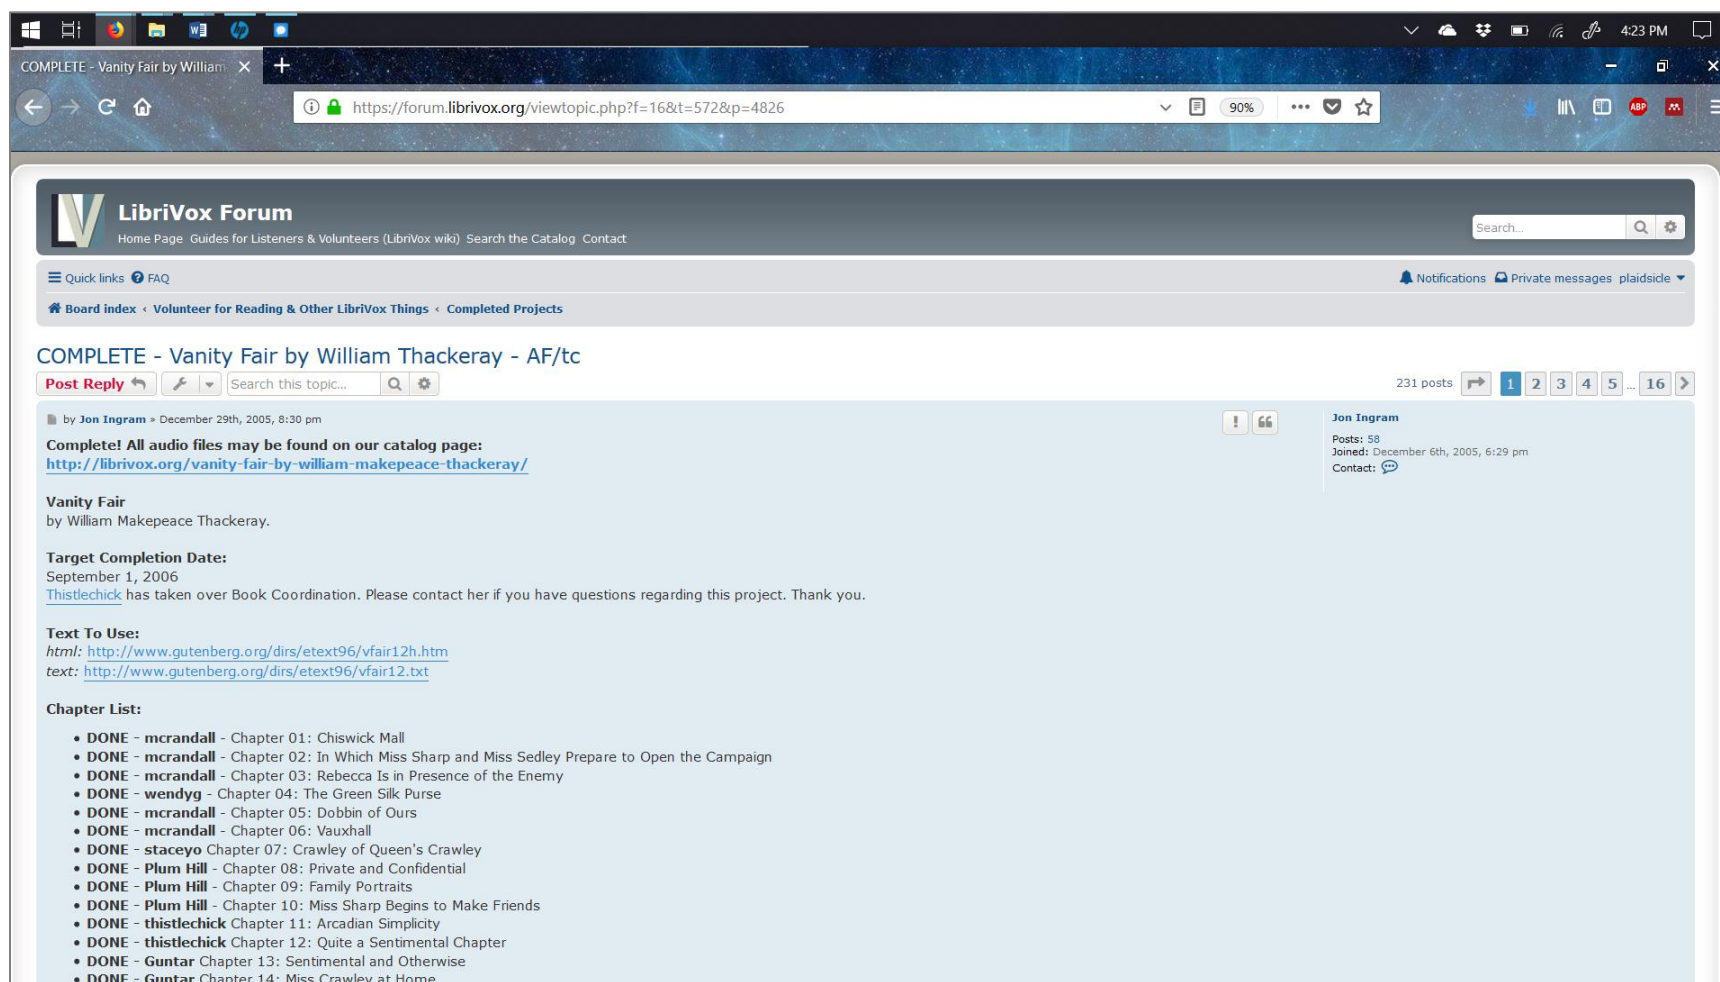 4:23 PM
COMPLETE - Vanity Fair by William
https://forum.librivox.org/viewtopic.php?f=16&t=572&p=4826
90%
ABP
LibriVox Forum
Home Page Guides for Listeners & Volunteers (LibriVox wiki) Search the Catalog Contact
Search...
Quick links FAQ
Notifications Private messages plaidsicle
Board index ‹ Volunteer for Reading & Other LibriVox Things ‹ Completed Projects
COMPLETE - Vanity Fair by William Thackeray - AF/tc
Post Reply Search this topic... 231 posts 1 2 3 4 5 ... 16
by Jon Ingram » December 29th, 2005, 8:30 pm
Jon Ingram
Posts: 58
Joined: December 6th, 2005, 6:29 pm
Contact:
Complete! All audio files may be found on our catalog page:
http://librivox.org/vanity-fair-by-william-makepeace-thackeray/
Vanity Fair
by William Makepeace Thackeray.
Target Completion Date:
September 1, 2006
Thistlechick has taken over Book Coordination. Please contact her if you have questions regarding this project. Thank you.
Text To Use:
html: http://www.gutenberg.org/dirs/etext96/vfair12h.htm
text: http://www.gutenberg.org/dirs/etext96/vfair12.txt
Chapter List:
• DONE - mcrandall - Chapter 01: Chiswick Mall
• DONE - mcrandall - Chapter 02: In Which Miss Sharp and Miss Sedley Prepare to Open the Campaign
• DONE - mcrandall - Chapter 03: Rebecca Is in Presence of the Enemy
• DONE - wendyg - Chapter 04: The Green Silk Purse
• DONE - mcrandall - Chapter 05: Dobbin of Ours
• DONE - mcrandall - Chapter 06: Vauxhall
• DONE - staceyo Chapter 07: Crawley of Queen's Crawley
• DONE - Plum Hill - Chapter 08: Private and Confidential
• DONE - Plum Hill - Chapter 09: Family Portraits
• DONE - Plum Hill - Chapter 10: Miss Sharp Begins to Make Friends
• DONE - thistlechick Chapter 11: Arcadian Simplicity
• DONE - thistlechick Chapter 12: Quite a Sentimental Chapter
• DONE - Guntar Chapter 13: Sentimental and Otherwise
• DONE - Guntar Chapter 14: Miss Crawley at Home